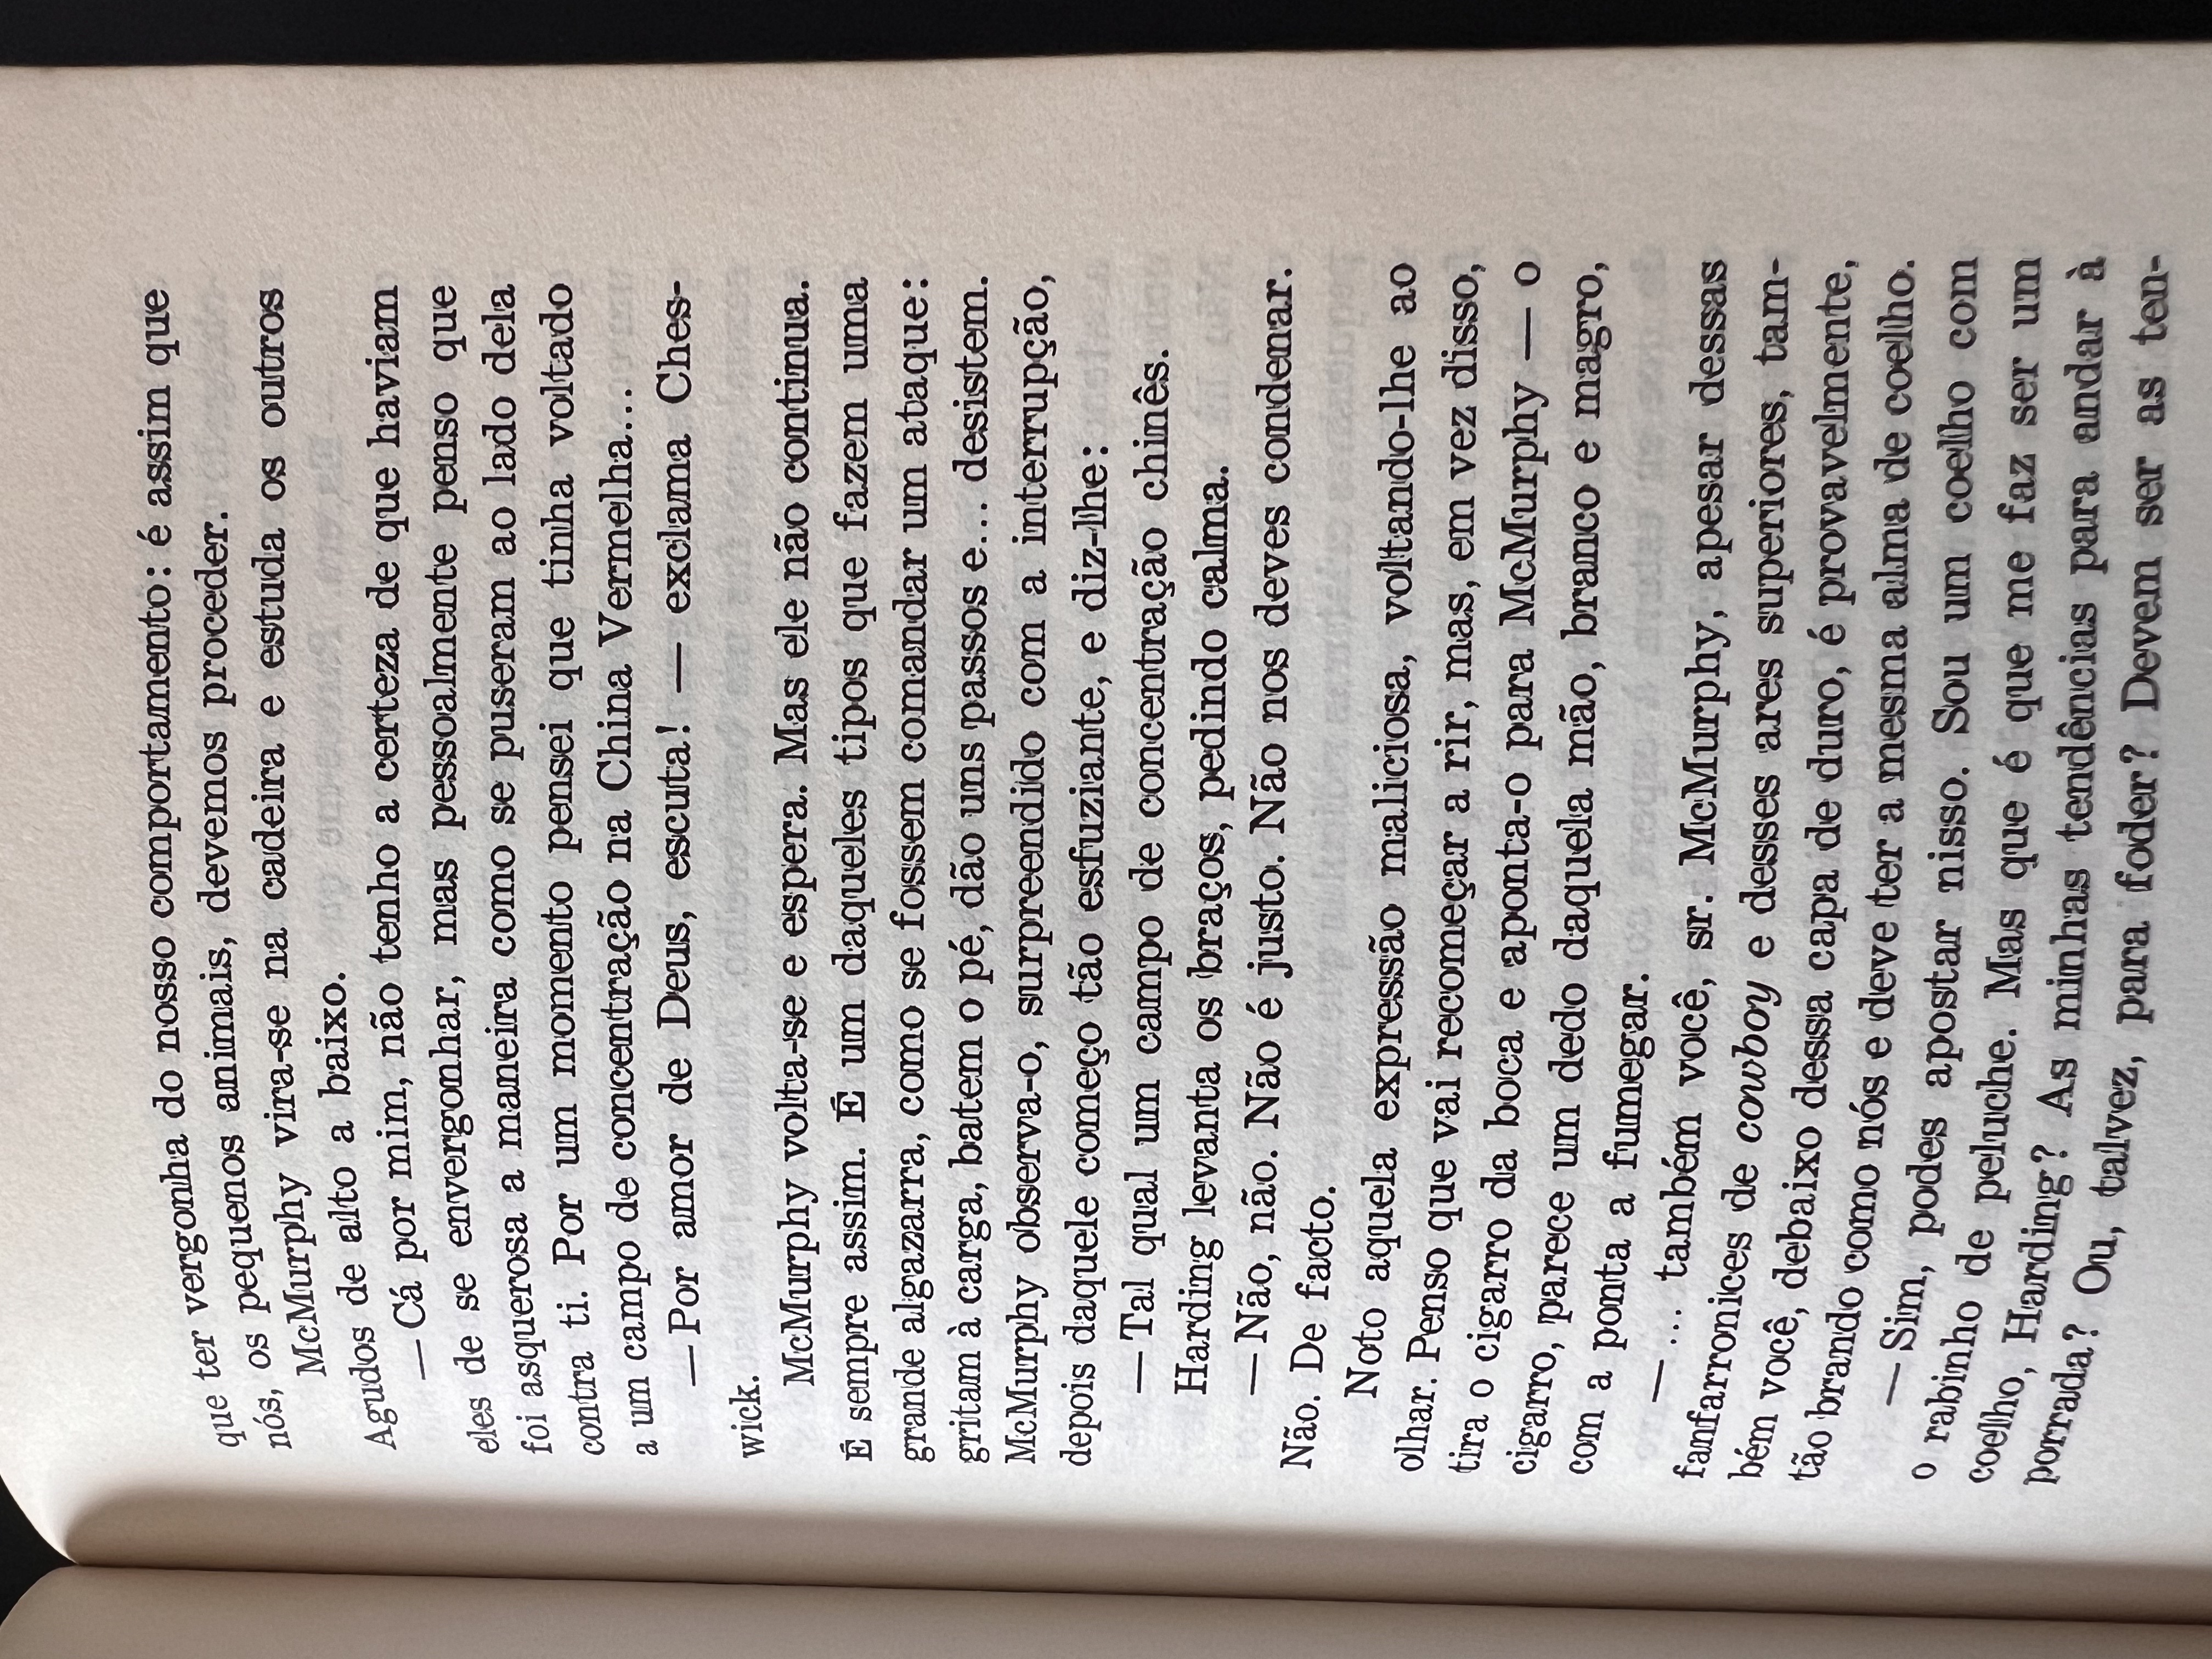 que ter vergonha do nosso comportamento: é assim que
nós, os pequenos animais, devemos proceder.
McMurphy vira-se na cadeira e estuda os outros
Agudos de alto a baixo.
— Cá por mim, não tenho a certeza de que haviam
eles de se envergonhar, mas pessoalmente penso que
foi asquerosa a maneira como se puseram ao lado dela
contra ti. Por um momento pensei que tinha voltado
a um campo de concentração na China Vermelha...
— Por amor de Deus, escuta! — exclama Ches-
wick.
McMurphy volta-se e espera. Mas ele não continua.
É sempre assim. É um daqueles tipos que fazem uma
grande algazarra, como se fossem comandar um ataque:
gritam à carga, batem o pé, dão uns passos e... desistem.
McMurphy observa-o, surpreendido com a interrupção,
depois daquele começo tão esfuziante, e diz-lhe:
— Tal qual um campo de concentração chinês.
Harding levanta os braços, pedindo calma.
— Não, não. Não é justo. Não nos deves condenar.
Não. De facto.
Noto aquela expressão maliciosa, voltando-lhe ao
olhar. Penso que vai recomeçar a rir, mas, em vez disso,
tira o cigarro da boca e aponta-o para McMurphy — o
cigarro, parece um dedo daquela mão, branco e magro,
com a ponta a fumegar.
— ... também você, sr. McMurphy, apesar dessas
fanfarronices de cowboy e desses ares superiores, tam-
bém você, debaixo dessa capa de duro, é provavelmente,
tão brando como nós e deve ter a mesma alma de coelho.
— Sim, podes apostar nisso. Sou um coelho com
o rabinho de peluche. Mas que é que me faz ser um
coelho, Harding? As minhas tendências para andar à
porrada? Ou, talvez, para foder? Devem ser as ten-